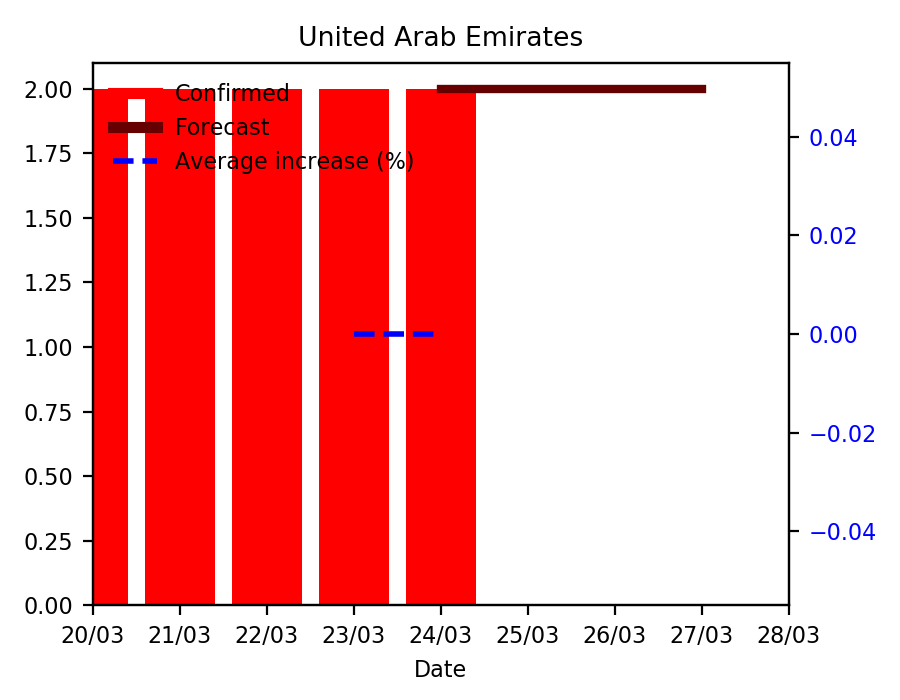 United Arab Emirates
2.00
1.75
1.50
1.25
1.00
0.75
0.50
0.25
0.00
Confirmed
Forecast
Average increase (%)
0.04
0.02
0.00
−0.02
−0.04
20/03 21/03 22/03 23/03 24/03 25/03 26/03 27/03 28/03
Date